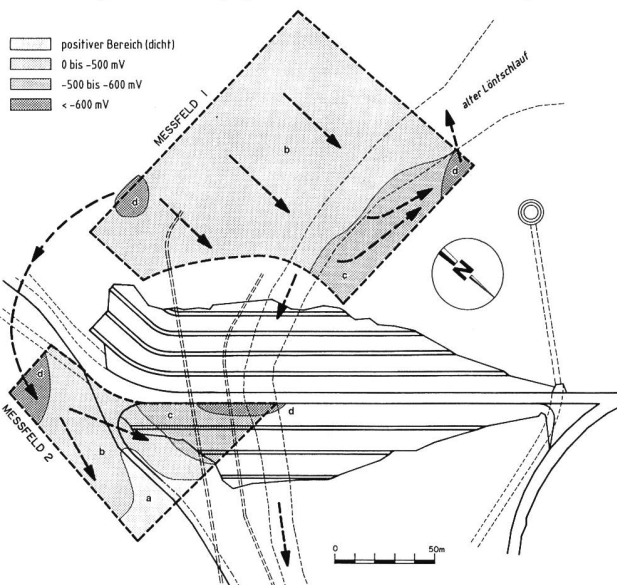 positiver Bereich (dicht)
0 bis -500 mV
-500 bis -600 mV
< -600 mV
MESSFELD 1
alter Löntschlauf
b
d
d
c
N
d
MESSFELD 2
c
d
b
a
0 50m